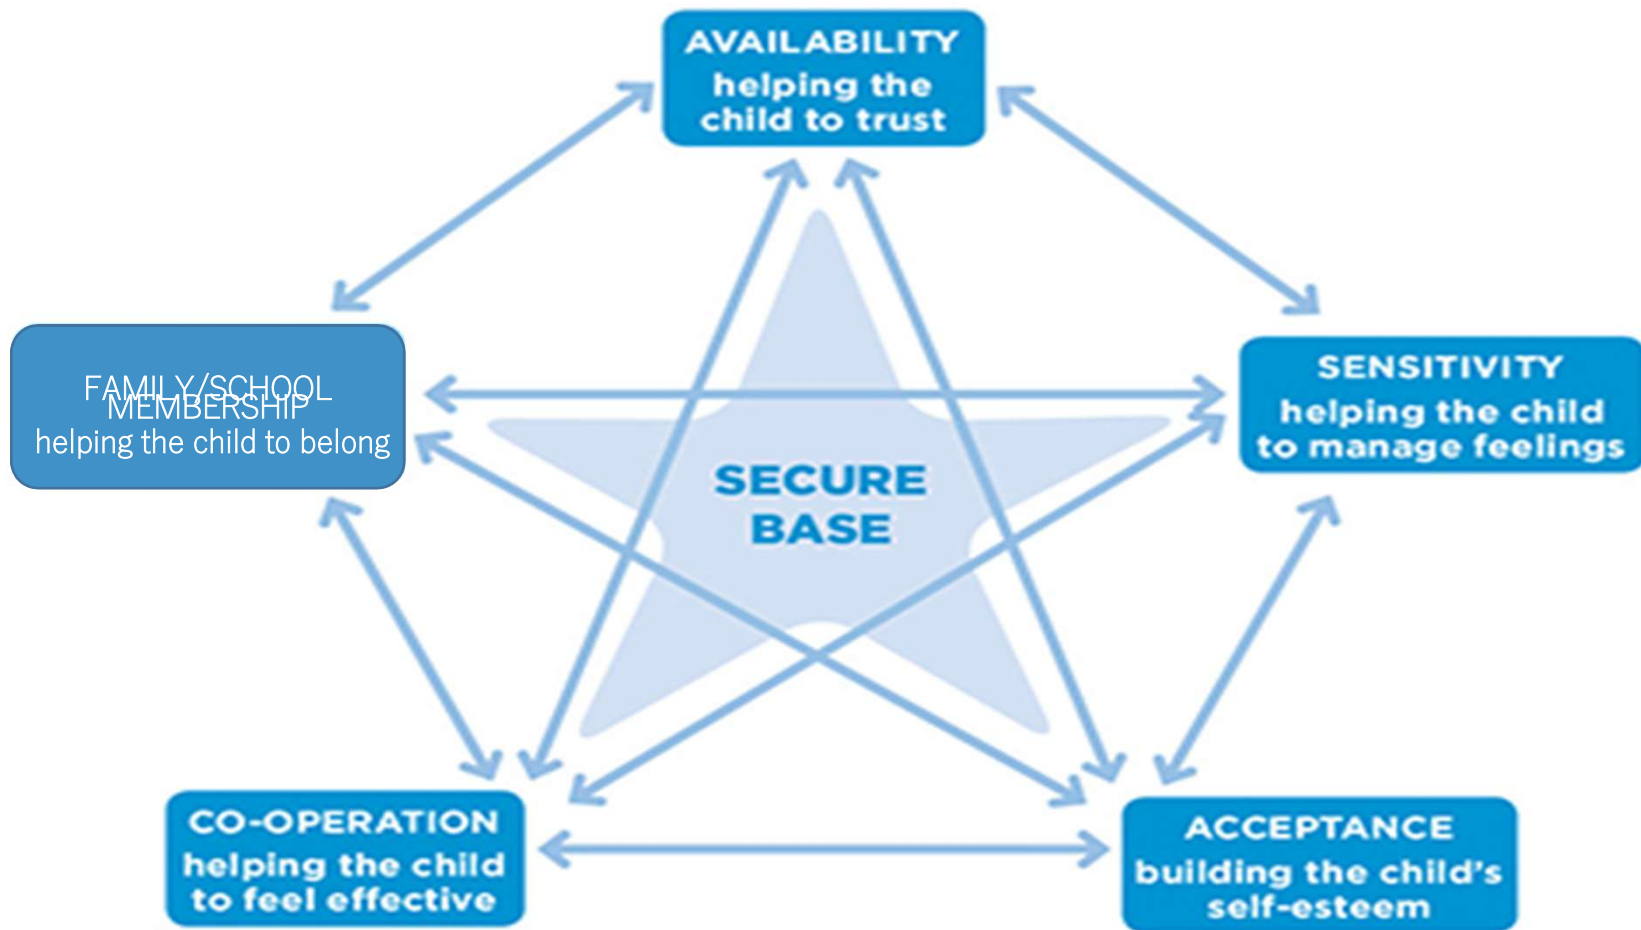 AVAILABILITY
helping the
child to trust
FAMILY/SCHOOL
MEMBERSHIP
helping the child to belong
SENSITIVITY
helping the child
to manage feelings
SECURE
BASE
CO-OPERATION
helping the child
to feel effective
ACCEPTANCE
building the child's
self-esteem